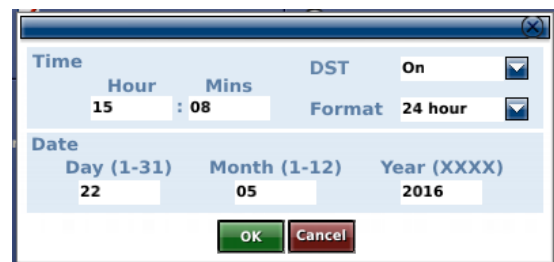 Time
Hour Mins DST On
15 : 08 Format 24 hour
Date
Day (1-31) Month (1-12) Year (XXXX)
22 05 2016
OK Cancel